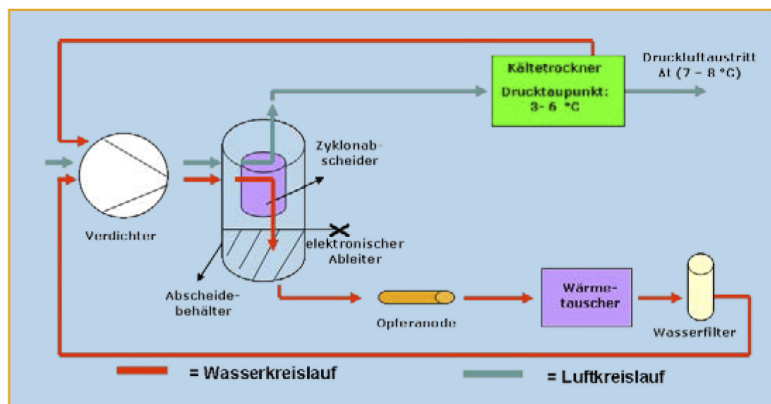 Kältetrockner
Drucktaupunkt:
3- 6 °C
Druckluftaustritt
Δt (7 – 8 °C)
Zyklonab-
scheider
Verdichter
elektronischer
Ableiter
Abscheide-
behälter
Opferanode
Wärme-
tauscher
Wasserfilter
= Wasserkreislauf
= Luftkreislauf